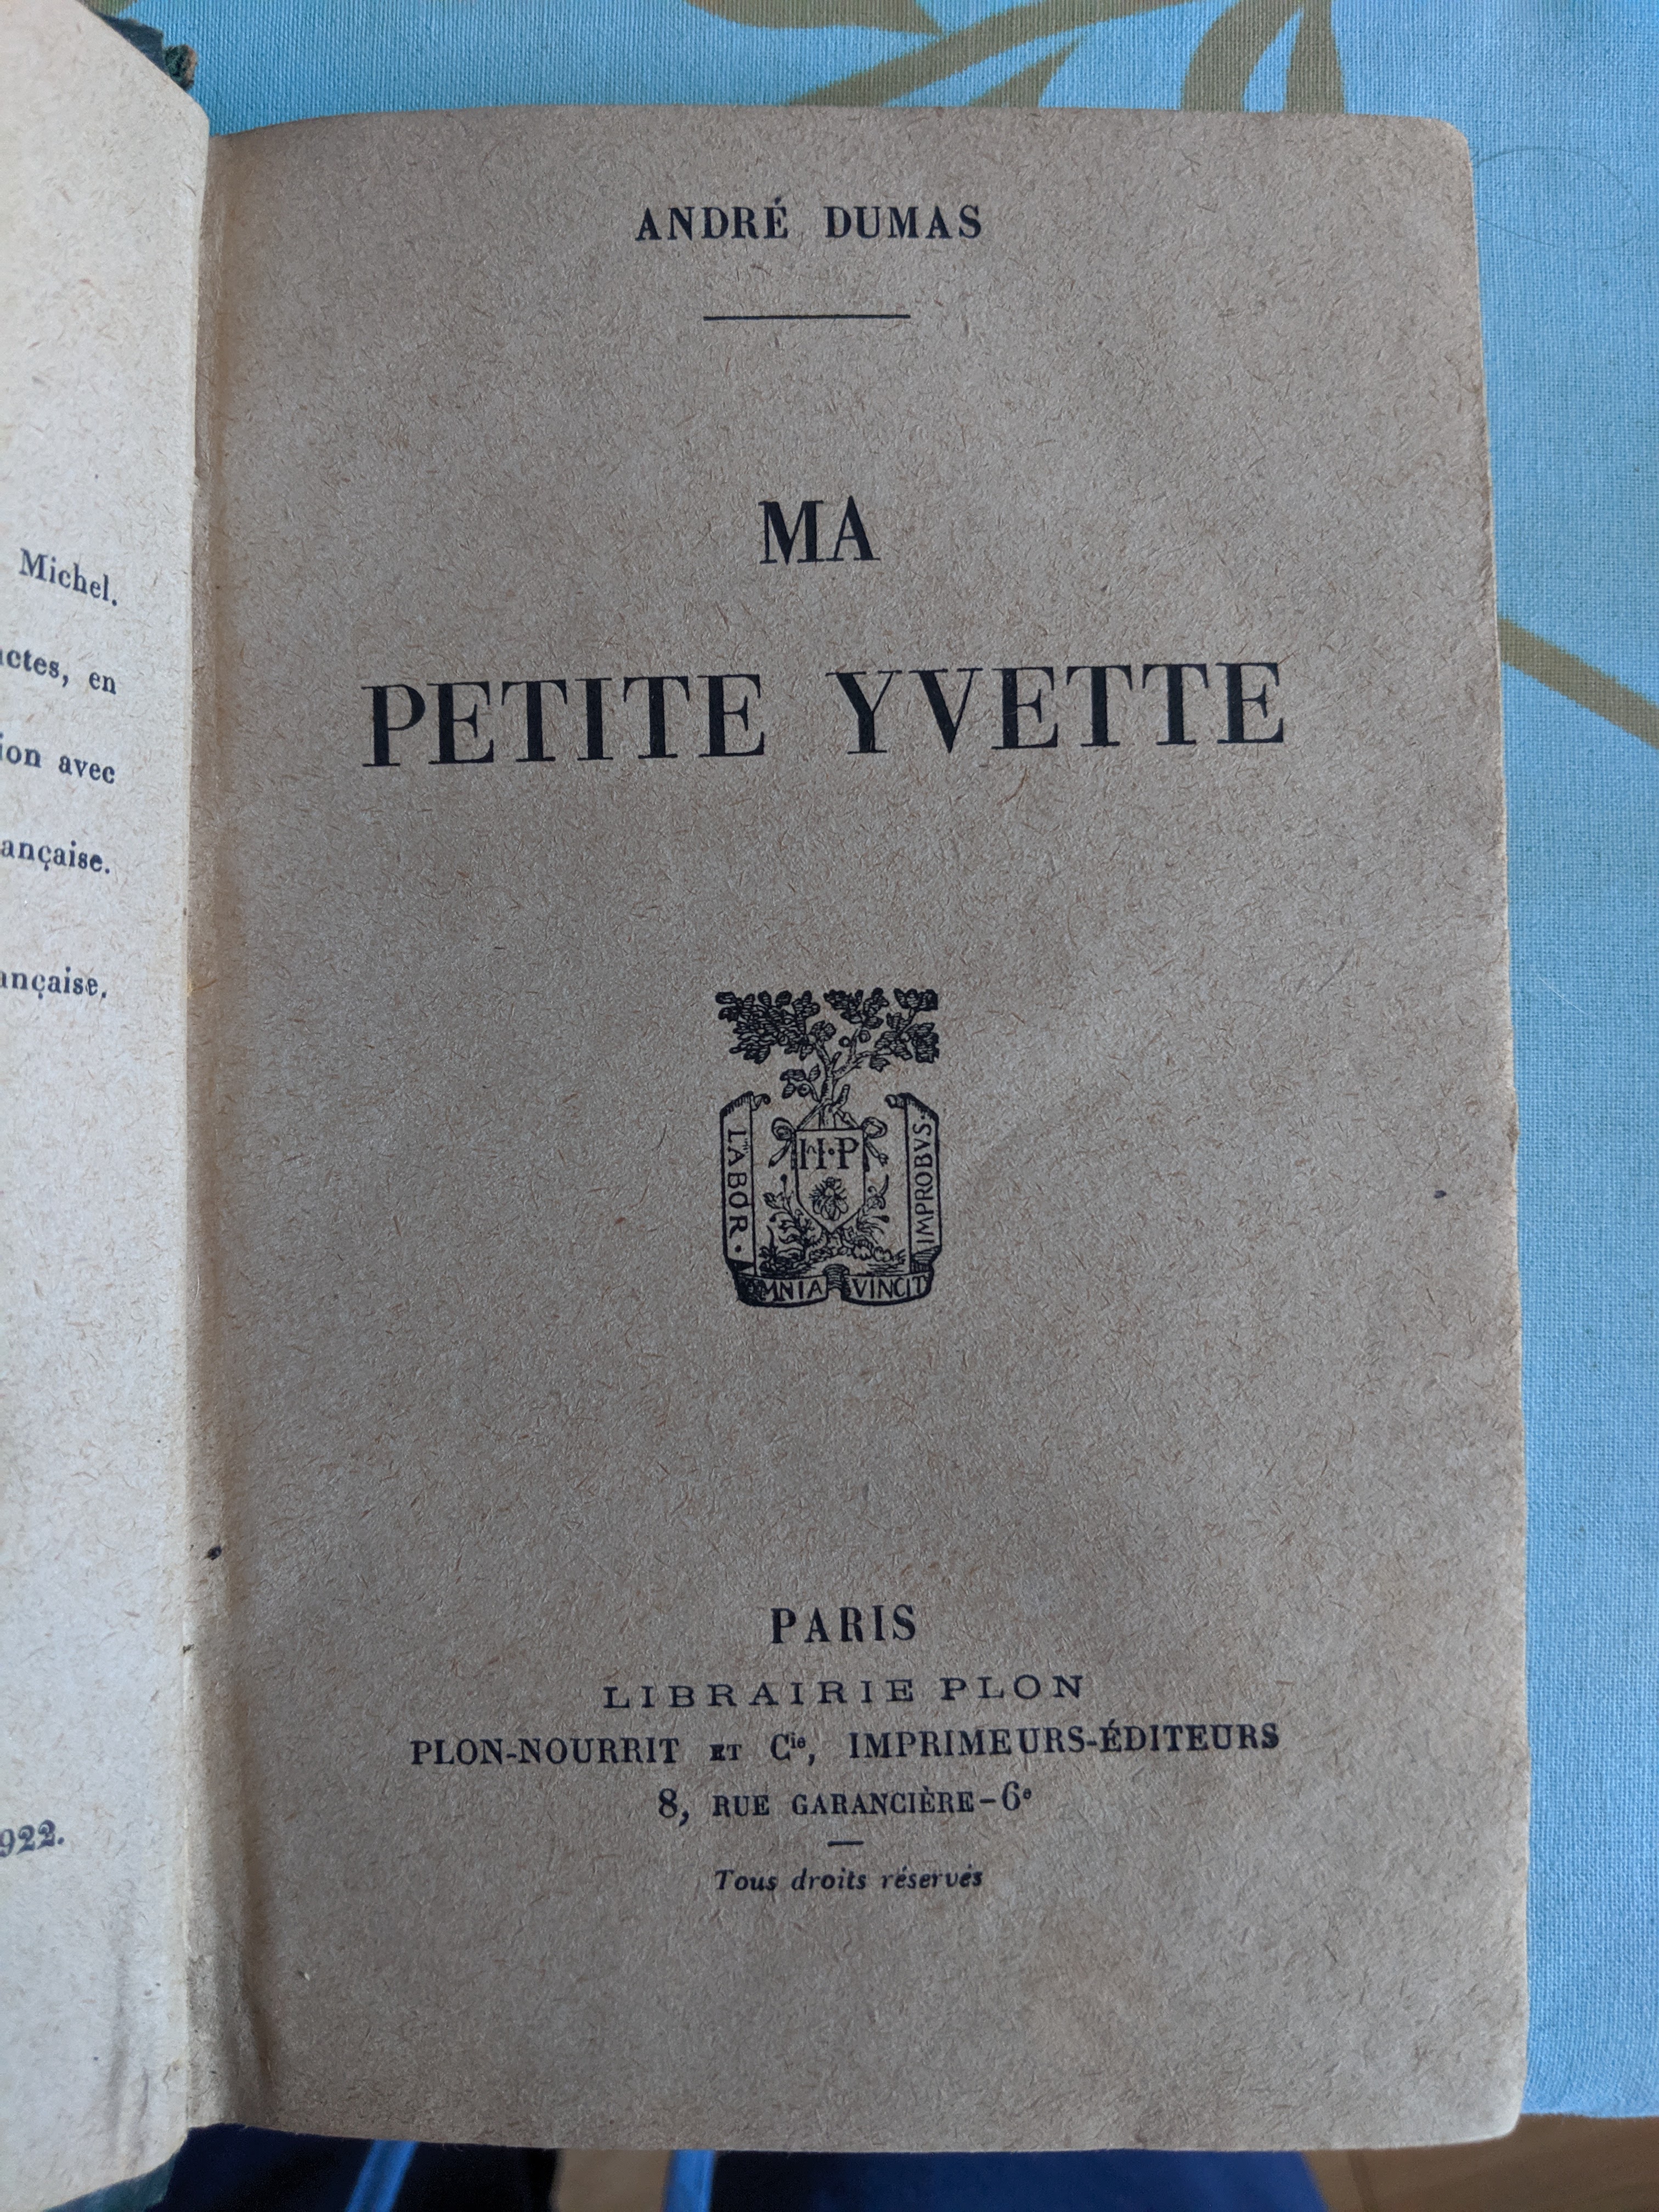 Michel.
actes, en
ion avec
ançaise.
ançaise.
922.
ANDRÉ DUMAS
MA
PETITE YVETTE
LABOR.
H·P
IMPROBVS.
OMNIA VINCIT
PARIS
LIBRAIRIE PLON
PLON-NOURRIT ET Cie, IMPRIMEURS-ÉDITEURS
8, RUE GARANCIÈRE-6e
Tous droits réservés